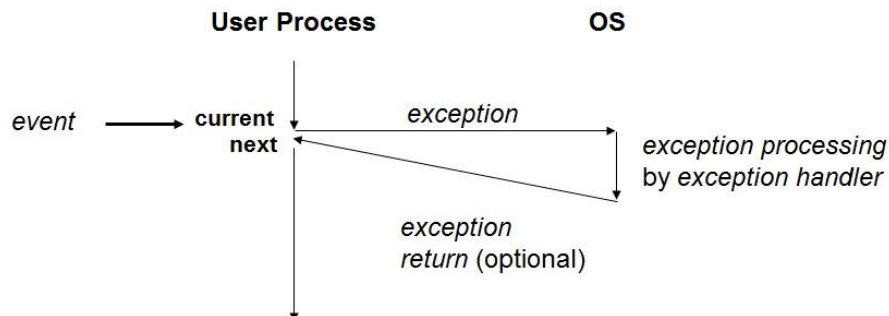 User Process
OS
event
current
next
exception
exception processing
by exception handler
exception
return (optional)